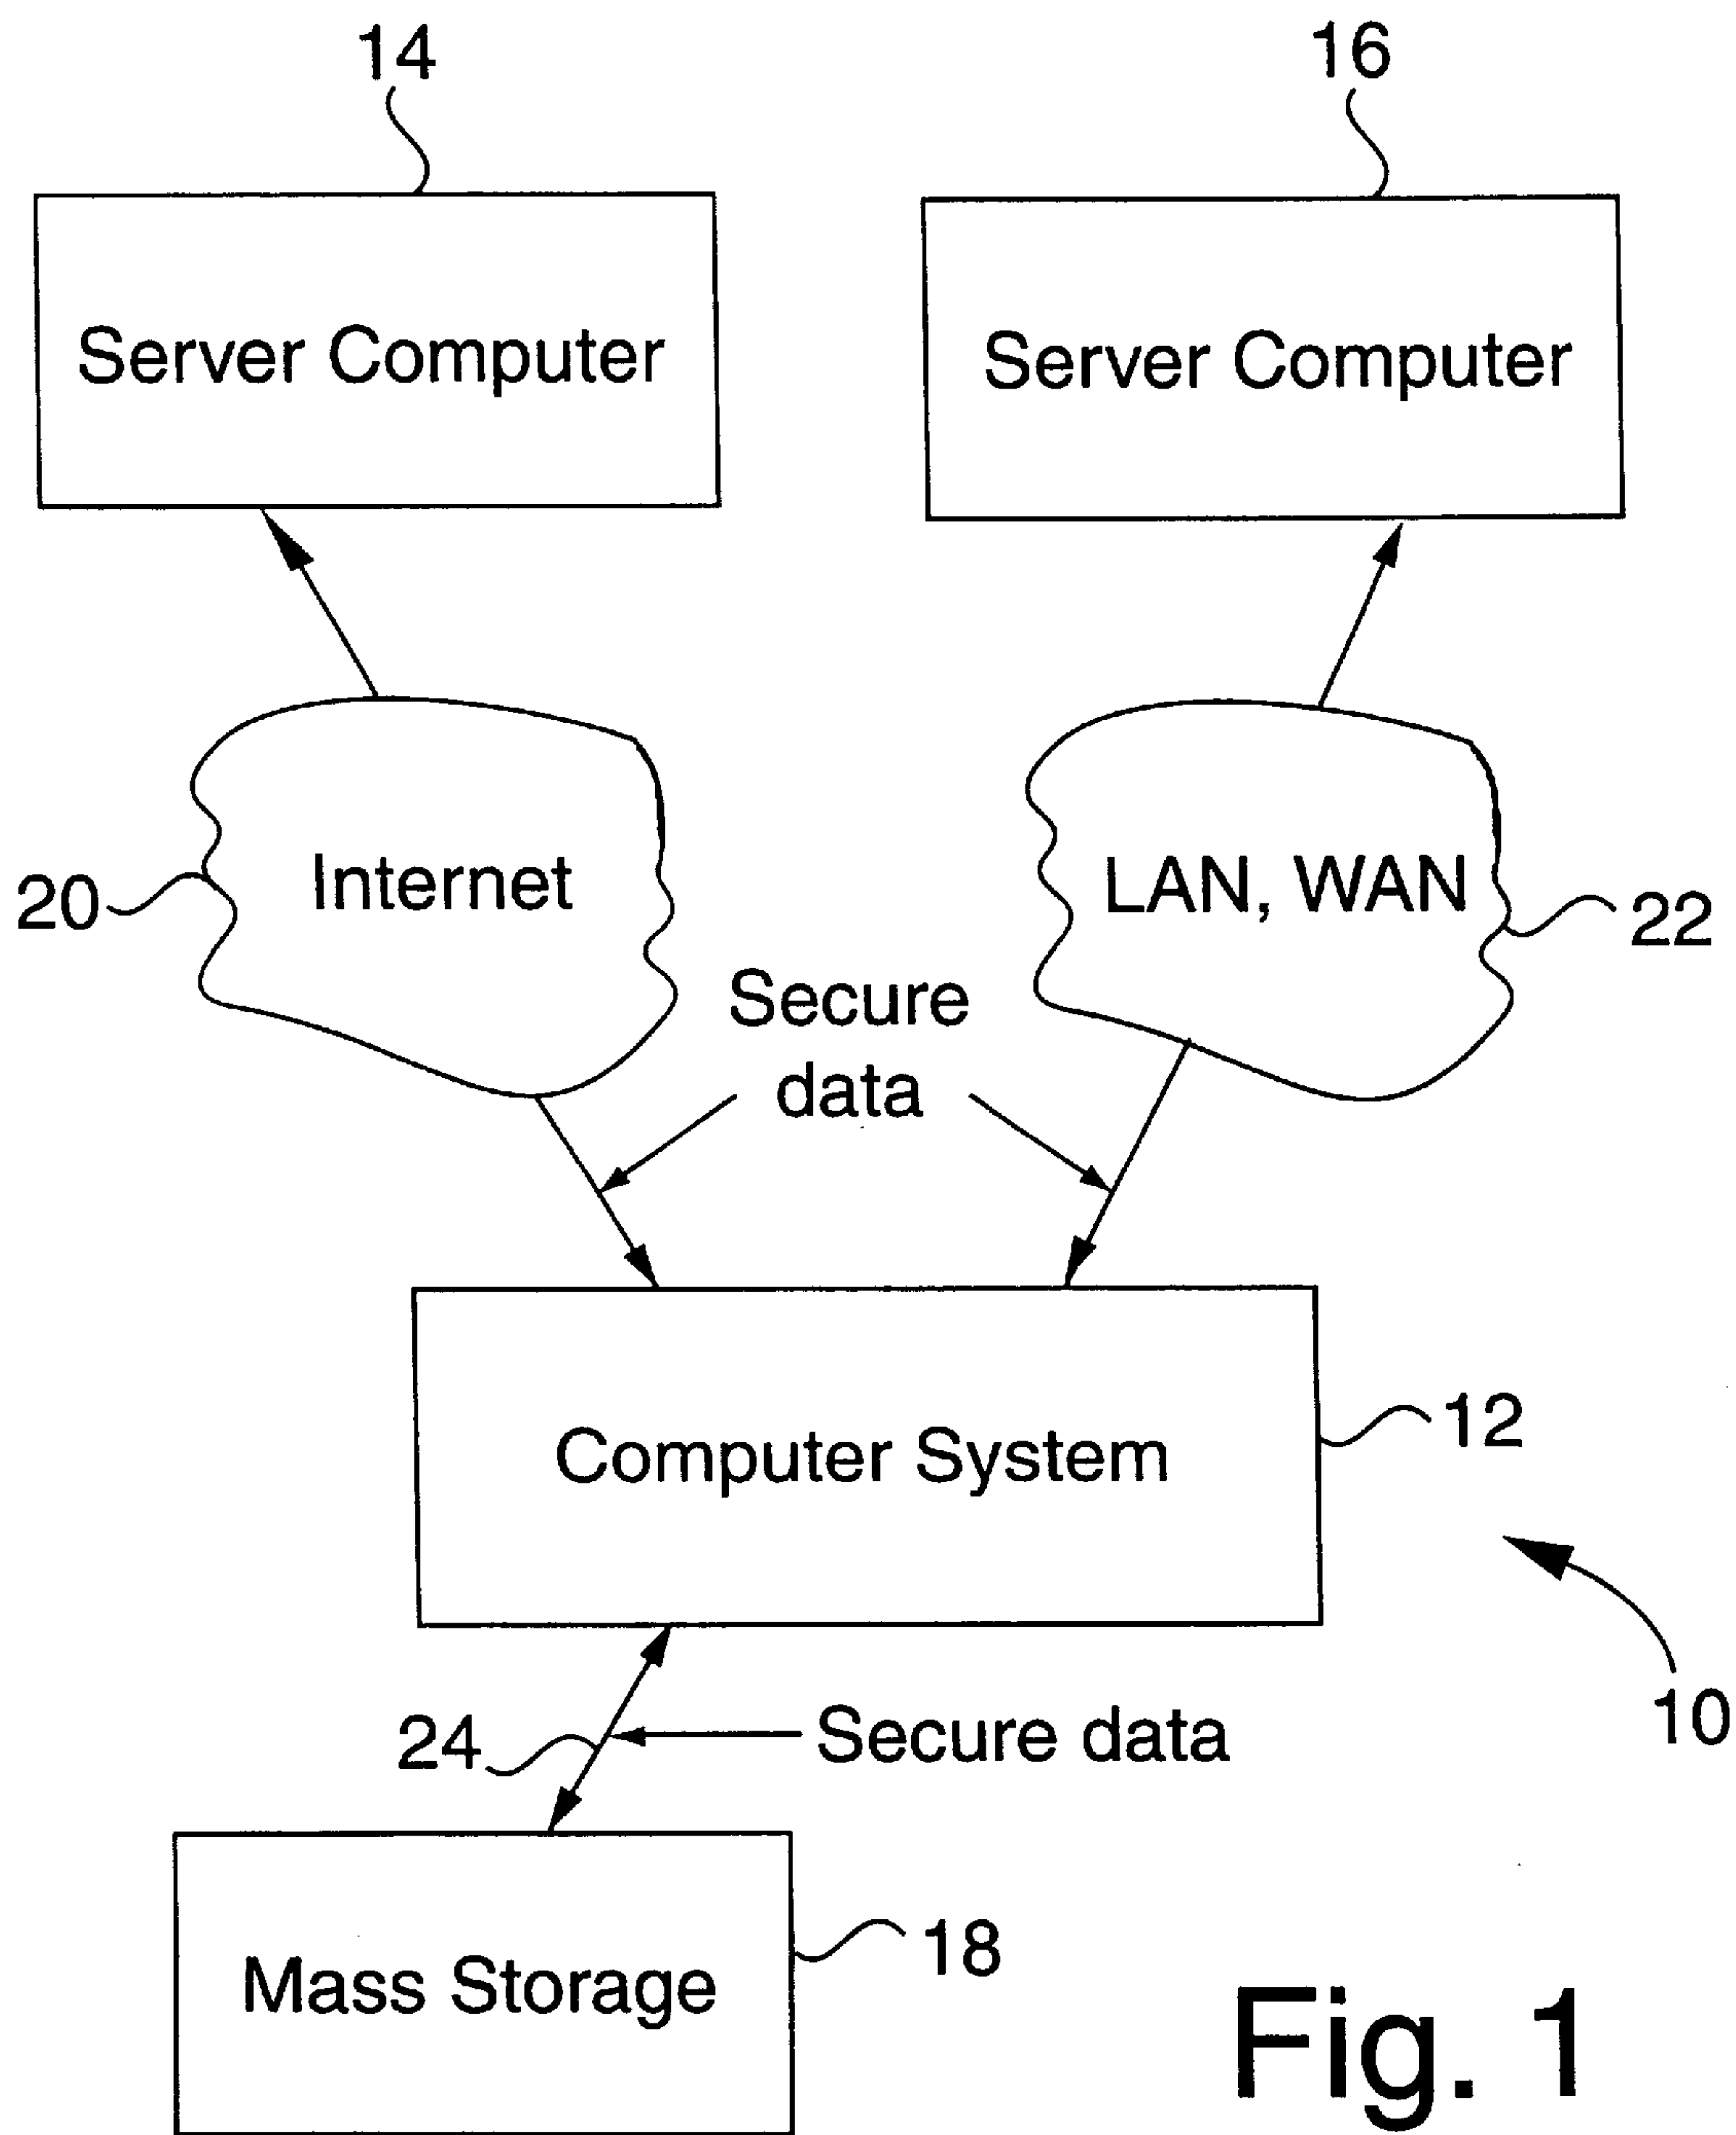 14
16
Server Computer
Server Computer
Internet
LAN, WAN
20
22
Secure
data
Computer System
12
10
24
Secure data
Mass Storage
18
Fig. 1